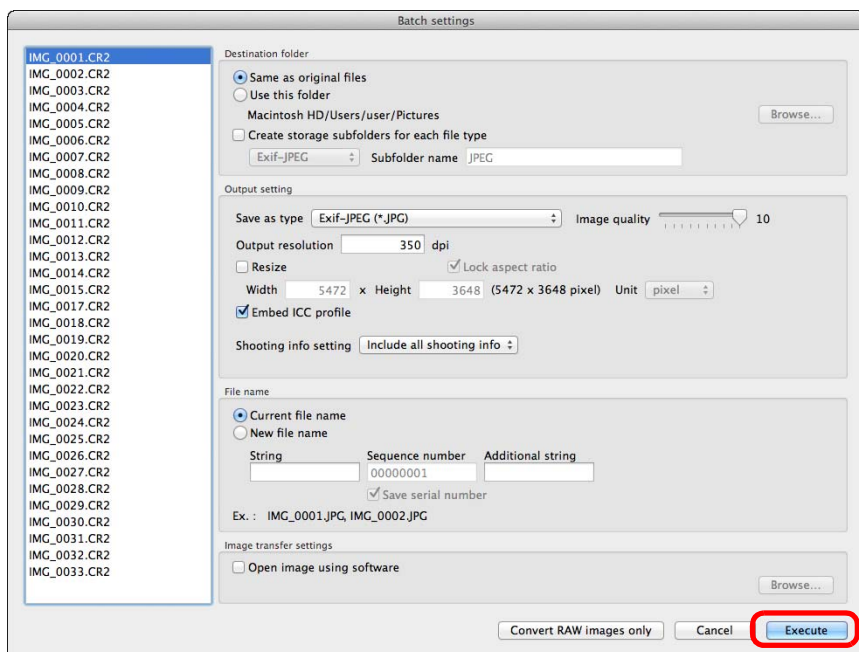 Batch settings
IMG_0001.CR2
IMG_0002.CR2
IMG_0003.CR2
IMG_0004.CR2
IMG_0005.CR2
IMG_0006.CR2
IMG_0007.CR2
IMG_0008.CR2
IMG_0009.CR2
IMG_0010.CR2
IMG_0011.CR2
IMG_0012.CR2
IMG_0013.CR2
IMG_0014.CR2
IMG_0015.CR2
IMG_0017.CR2
IMG_0018.CR2
IMG_0019.CR2
IMG_0020.CR2
IMG_0021.CR2
IMG_0022.CR2
IMG_0023.CR2
IMG_0024.CR2
IMG_0025.CR2
IMG_0026.CR2
IMG_0027.CR2
IMG_0028.CR2
IMG_0029.CR2
IMG_0030.CR2
IMG_0031.CR2
IMG_0032.CR2
IMG_0033.CR2
Destination folder
Same as original files
Use this folder
Macintosh HD/Users/user/Pictures Browse...
Create storage subfolders for each file type
Exif-JPEG Subfolder name JPEG
Output setting
Save as type Exif-JPEG (*.JPG) Image quality 10
Output resolution 350 dpi
Resize Lock aspect ratio
Width 5472 x Height 3648 (5472 x 3648 pixel) Unit pixel
Embed ICC profile
Shooting info setting Include all shooting info
File name
Current file name
New file name
String Sequence number Additional string
00000001
Save serial number
Ex. : IMG_0001.JPG, IMG_0002.JPG
Image transfer settings
Open image using software
Browse...
Convert RAW images only Cancel Execute